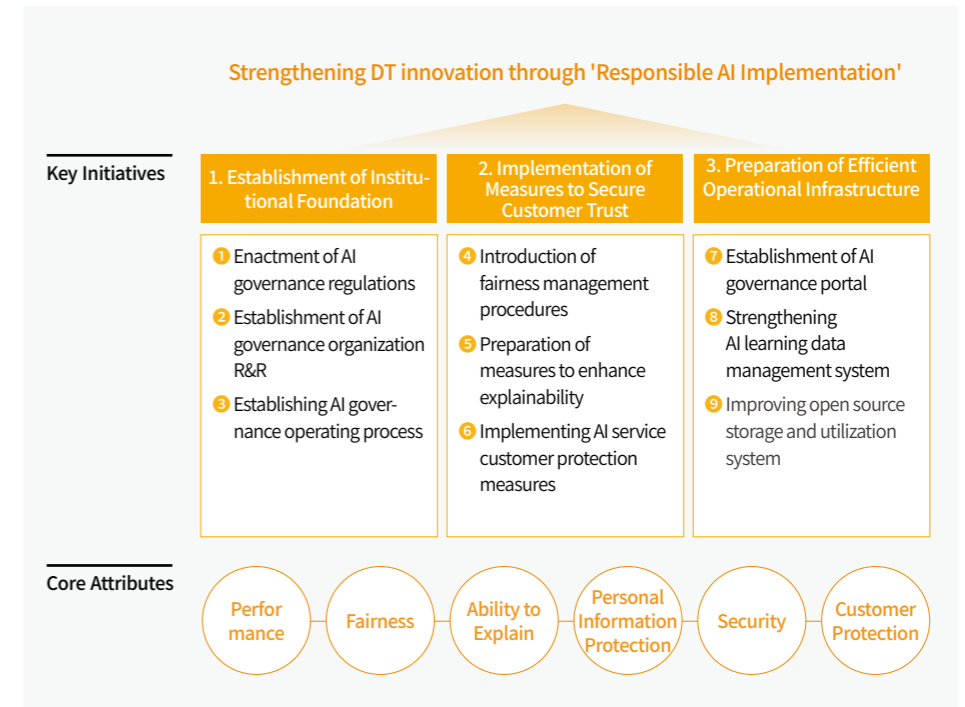 Strengthening DT innovation through 'Responsible AI Implementation'
Key Initiatives
1. Establishment of Institu-
tional Foundation
2. Implementation of
Measures to Secure
Customer Trust
3. Preparation of Efficient
Operational Infrastructure
1 Enactment of AI
governance regulations
2 Establishment of AI
governance organization
R&R
3 Establishing AI gover-
nance operating process
4 Introduction of
fairness management
procedures
5 Preparation of
measures to enhance
explainability
6 Implementing AI service
customer protection
measures
7 Establishment of AI
governance portal
8 Strengthening
AI learning data
management system
9 Improving open source
storage and utilization
system
Core Attributes
Perfor
mance
Fairness
Ability to
Explain
Personal
Information
Protection
Security
Customer
Protection